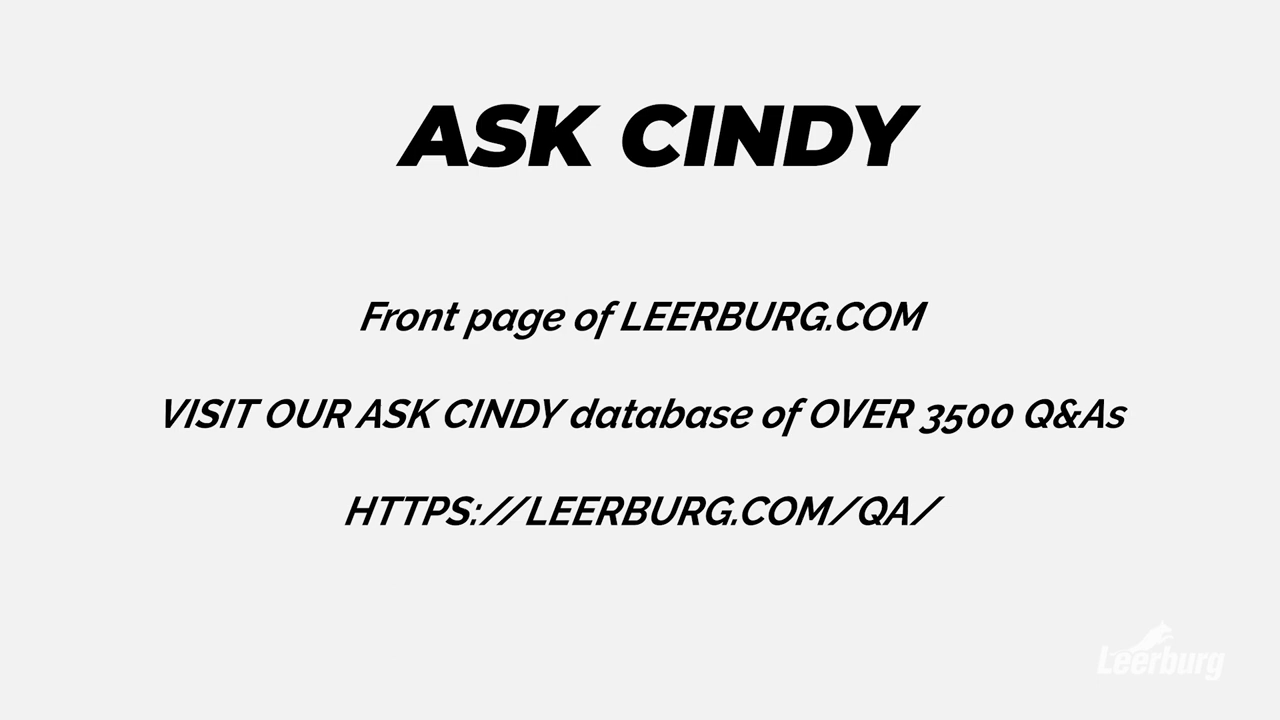 ASK CINDY
Front page of LEERBURG.COM
VISIT OUR ASK CINDY database of OVER 3500 Q&As
HTTPS://LEERBURG.COM/QA/
Leerburg